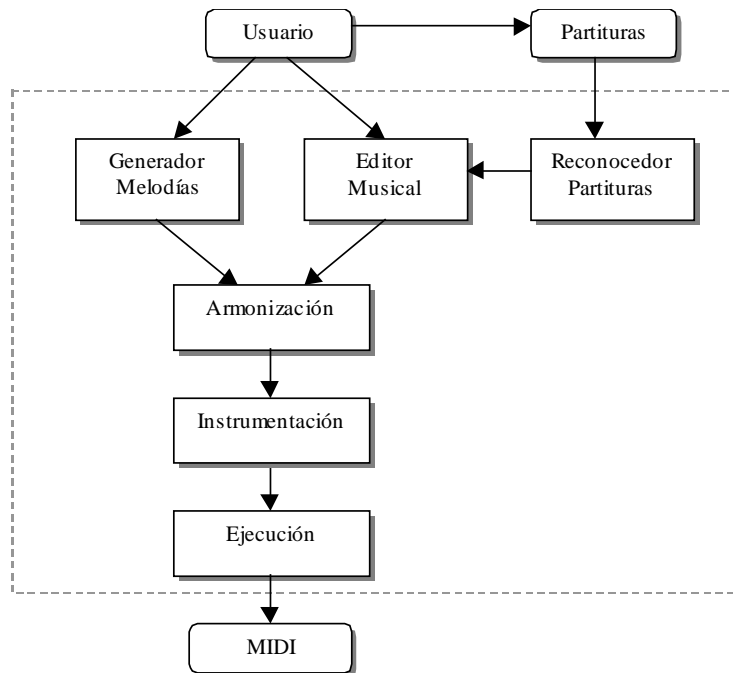 Usuario
Partituras
Generador
Melodías
Editor
Musical
Reconocedor
Partituras
Armonización
Instrumentación
Ejecución
MIDI